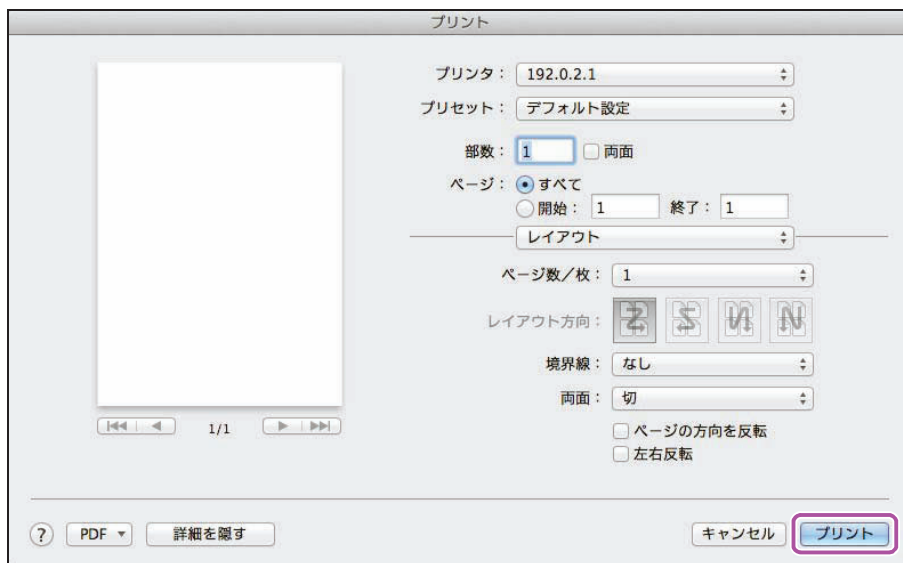 プリント
プリンタ： 192.0.2.1
プリセット： デフォルト設定
部数： 1 両面
ページ： すべて
開始： 1 終了： 1
レイアウト
ページ数／枚： 1
レイアウト方向：
境界線： なし
両面： 切
1/1
ページの方向を反転
左右反転
? PDF 詳細を隠す キャンセル プリント